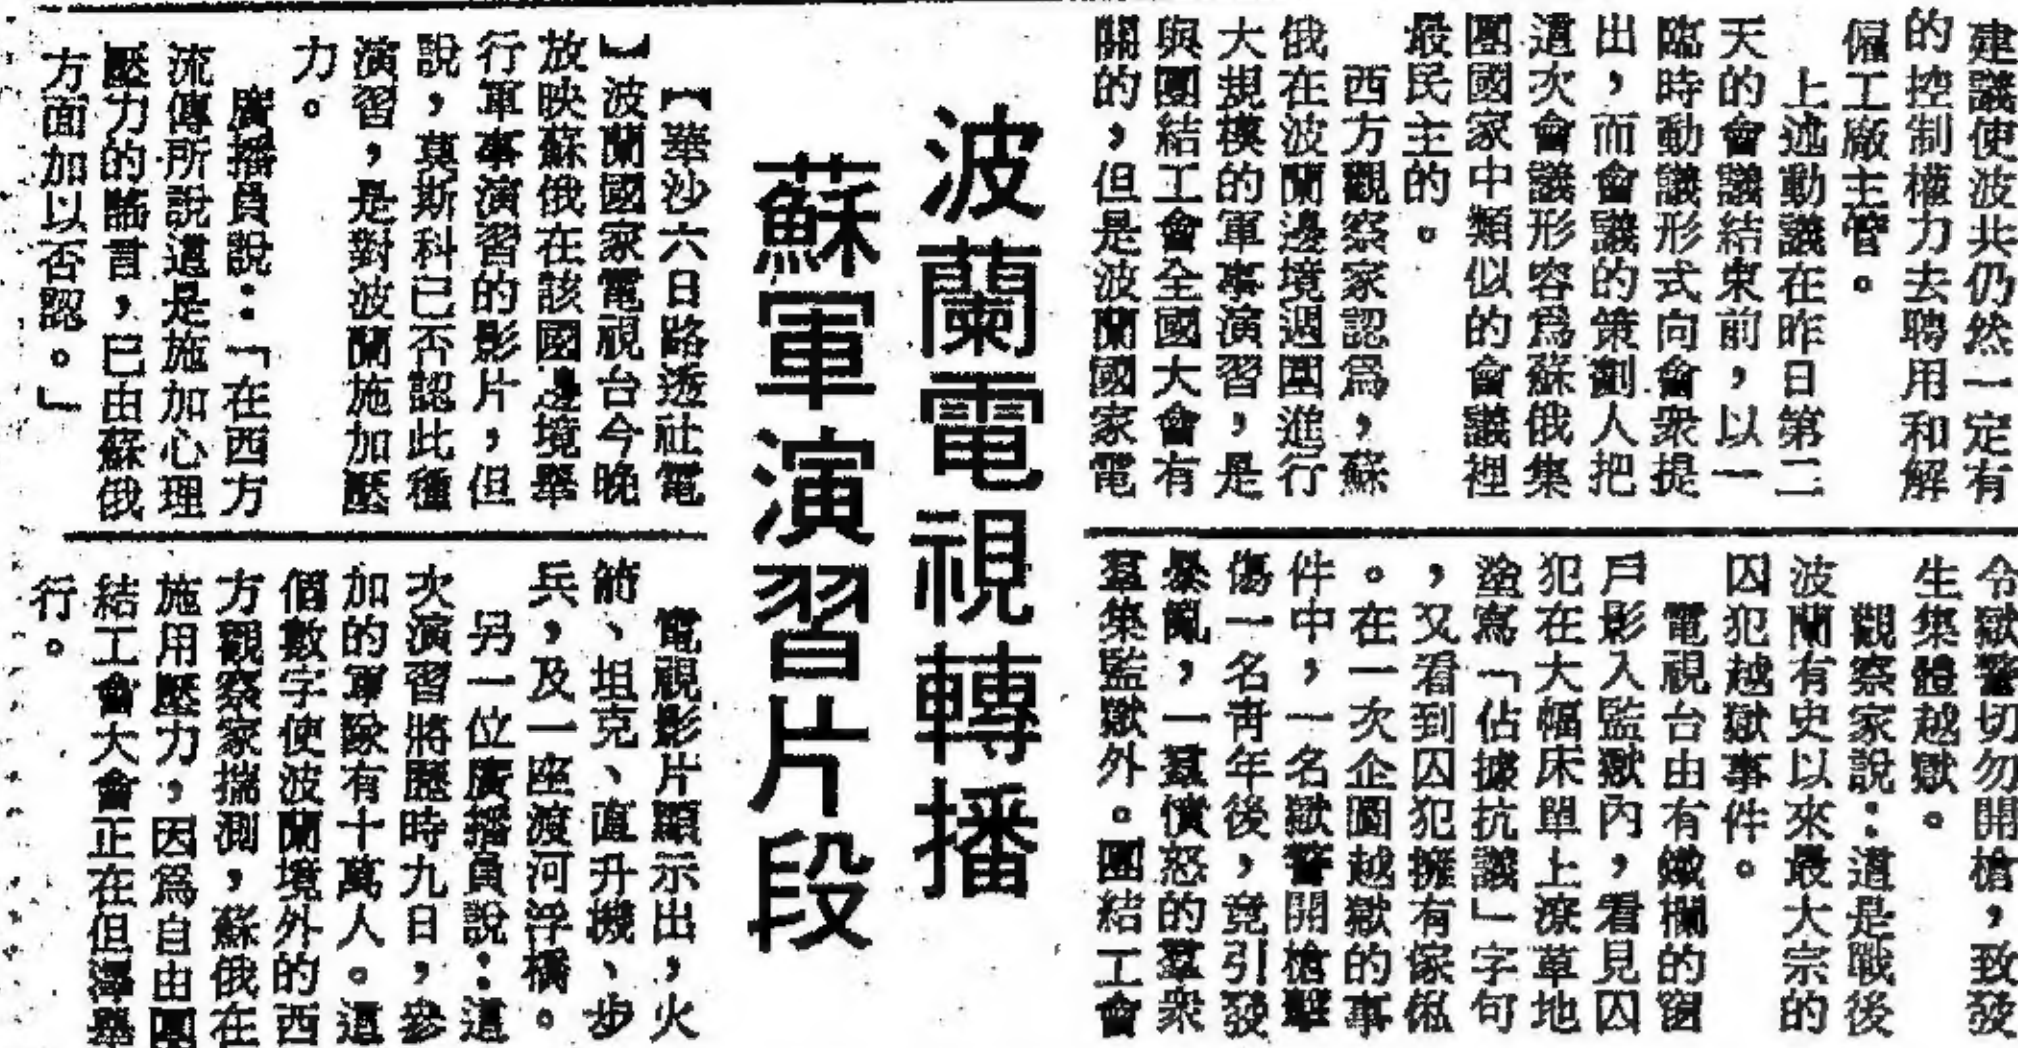 建議使波共仍然一定有
的控制權力去聘用和解
僱工廠主管。
上述動議在昨日第二
天的會議結束前，以一
臨時動議形式向會衆提
出，而會議的策劃人把
這次會議形容爲蘇俄集
團國家中類似的會議裡
最民主的。
西方觀察家認爲，蘇
俄在波蘭邊境週圍進行
大規模的軍事演習，是
與團結工會全國大會有
關的，但是波蘭國家電
令獄警切勿開槍，致發
生集體越獄。
觀察家說：這是戰後
波蘭有史以來最大宗的
囚犯越獄事件。
電視台由有鐵欄的窗
戶影入監獄內，看見囚
犯在大幅床單上潦草地
塗寫「佔據抗議」字句
，又看到囚犯擁有傢俬
。在一次企圖越獄的事
件中，一名獄警開槍擊
傷一名青年後，竟引發
暴亂，一羣憤怒的羣衆
羣集監獄外。團結工會
波蘭電視轉播
蘇軍演習片段
【華沙六日路透社電
】波蘭國家電視台今晚
放映蘇俄在該國邊境舉
行軍事演習的影片，但
說，莫斯科已否認此種
演習，是對波蘭施加壓
力。
廣播員說：「在西方
流傳所說這是施加心理
壓力的謠言，已由蘇俄
方面加以否認。」
電視影片顯示出，火
箭、坦克、直升機、步
兵，及一座渡河浮橋。
另一位廣播員說：這
次演習將歷時九日，參
加的軍隊有十萬人。這
個數字使波蘭境外的西
方觀察家揣測，蘇俄在
施用壓力，因爲自由團
結工會大會正在但澤舉
行。